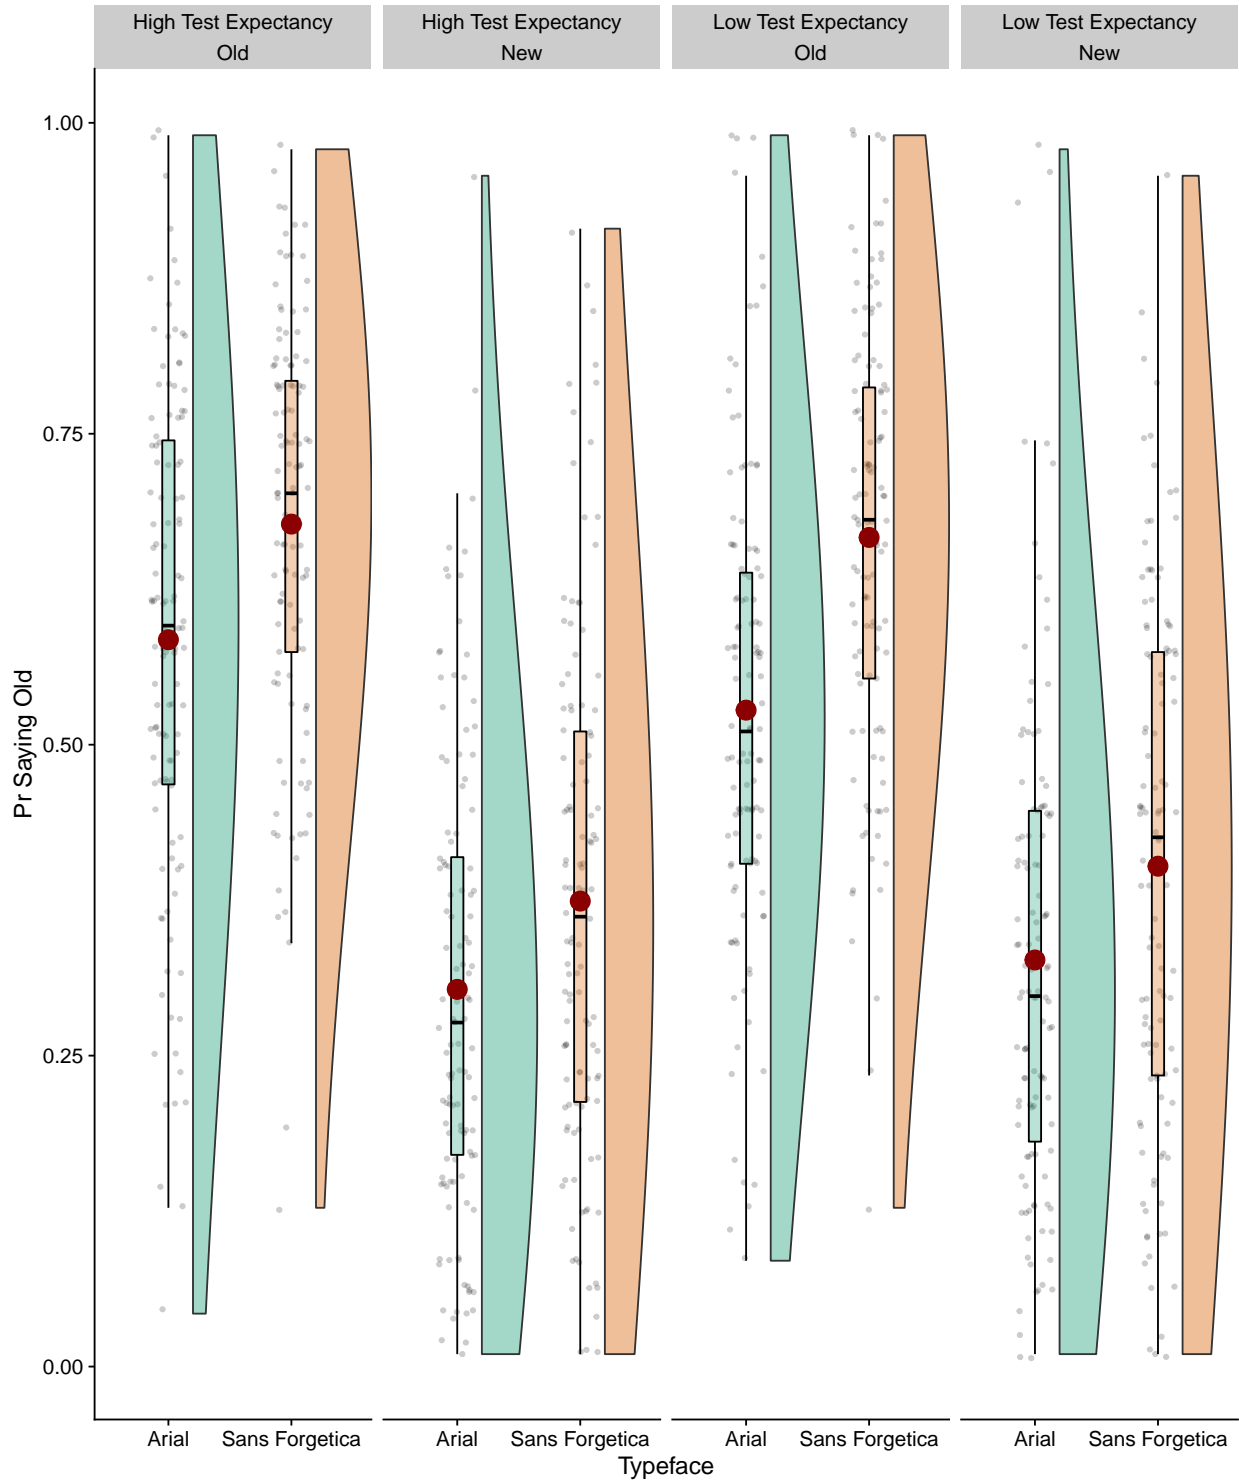 High Test Expectancy
Old
High Test Expectancy
New
Low Test Expectancy
Old
Low Test Expectancy
New
Pr Saying Old
1.00
0.75
0.50
0.25
0.00
Arial
Sans Forgetica
Arial
Sans Forgetica
Arial
Sans Forgetica
Arial
Sans Forgetica
Typeface